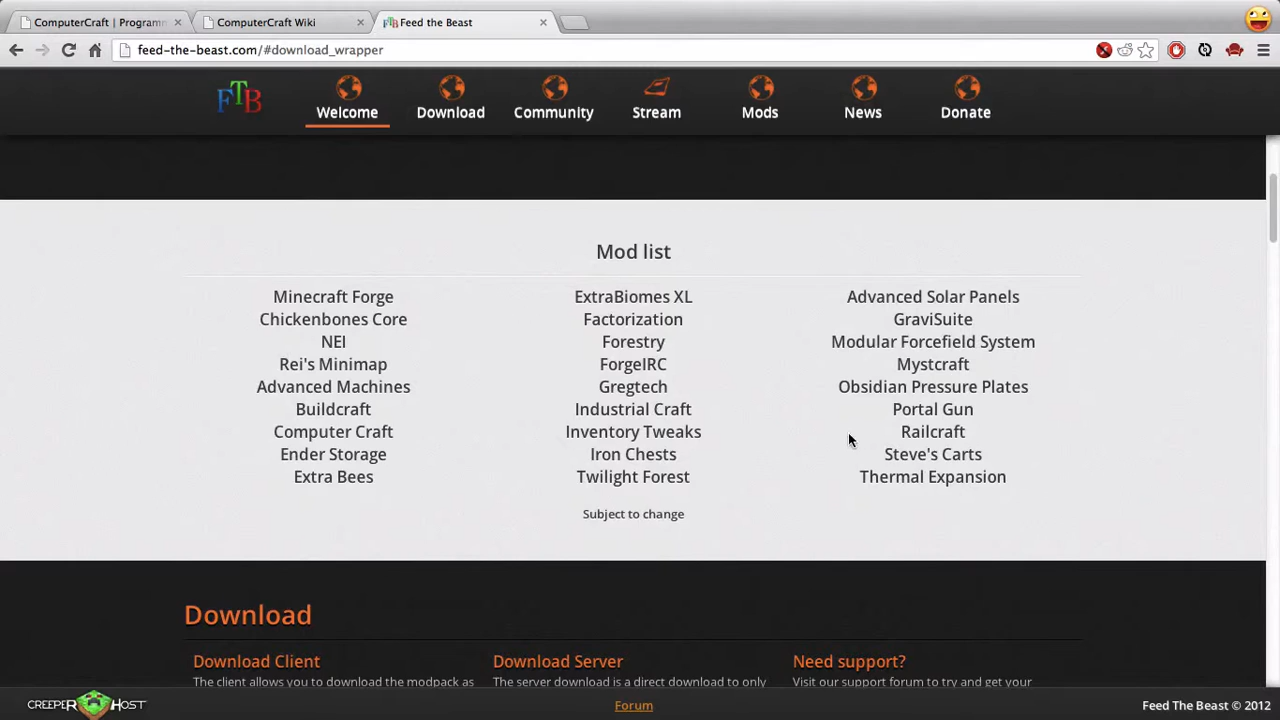 ComputerCraft | Programm
ComputerCraft Wiki
Feed the Beast
feed-the-beast.com/#download_wrapper
FTB
Welcome
Download
Community
Stream
Mods
News
Donate
Mod list
Minecraft Forge
Chickenbones Core
NEI
Rei's Minimap
Advanced Machines
Buildcraft
Computer Craft
Ender Storage
Extra Bees
ExtraBiomes XL
Factorization
Forestry
ForgeIRC
Gregtech
Industrial Craft
Inventory Tweaks
Iron Chests
Twilight Forest
Advanced Solar Panels
GraviSuite
Modular Forcefield System
Mystcraft
Obsidian Pressure Plates
Portal Gun
Railcraft
Steve's Carts
Thermal Expansion
Subject to change
Download
Download Client
The client allows you to download the modpack as
Download Server
The server download is a direct download to only
Need support?
Visit our support forum to try and get your
CREEPER HOST
Forum
Feed The Beast © 2012